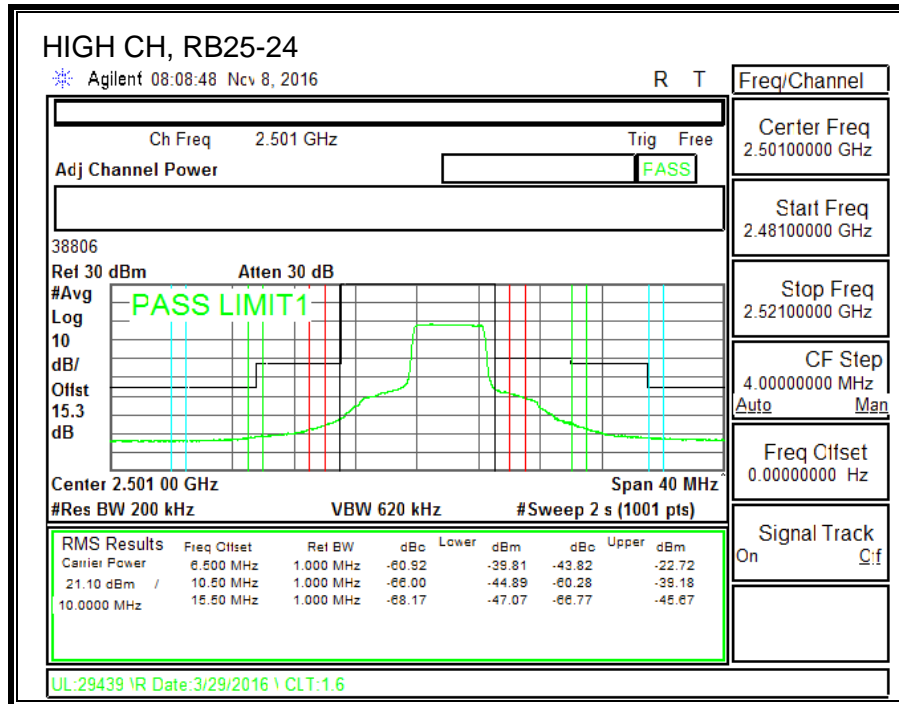 HIGH CH, RB25-24
Agilent 08:08:48 Nov 8, 2016 R T
Freq/Channel
Ch Freq 2.501 GHz Trig Free
Adj Channel Power PASS
Center Freq
2.50100000 GHz
Start Freq
2.48100000 GHz
Stop Freq
2.52100000 GHz
CF Step
4.00000000 MHz
Auto Man
Freq Offset
0.00000000 Hz
Signal Track
On Off
38806
Ref 30 dBm Atten 30 dB
#Avg
Log
10
dB/
Offst
15.3
dB
PASS LIMIT1
Center 2.501 00 GHz Span 40 MHz
#Res BW 200 kHz VBW 620 kHz #Sweep 2 s (1001 pts)
RMS Results Freq Offset Ref BW dBc Lower dBm dBc Upper dBm
Carrier Power 6.500 MHz 1.000 MHz -60.92 -39.81 -43.82 -22.72
21.10 dBm / 10.50 MHz 1.000 MHz -66.00 -44.89 -60.28 -39.18
10.0000 MHz 15.50 MHz 1.000 MHz -68.17 -47.07 -66.77 -45.67
UL:29439 \R Date:3/29/2016 \ CLT:1.6